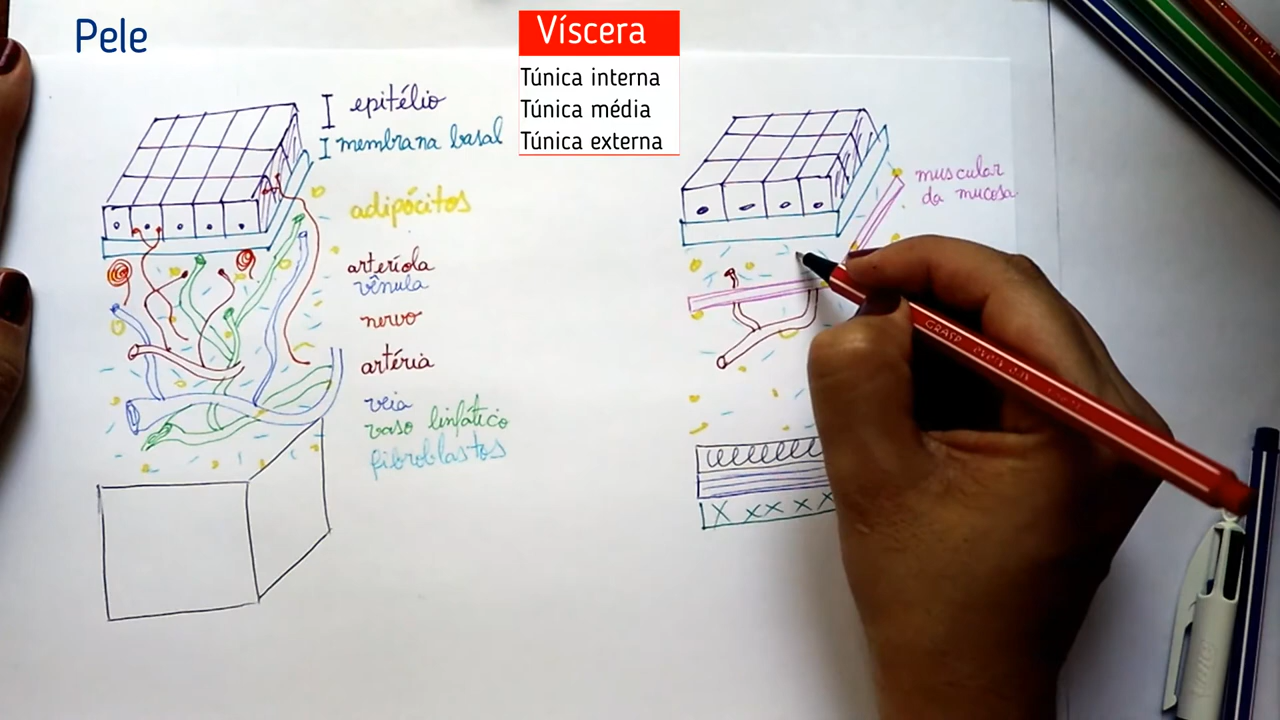 Pele
Víscera
Túnica interna
Túnica média
Túnica externa
epitélio
membrana basal
adipócitos
arteríola
vênula
nervo
artéria
veia
vaso linfático
fibroblastos
muscular
da mucosa